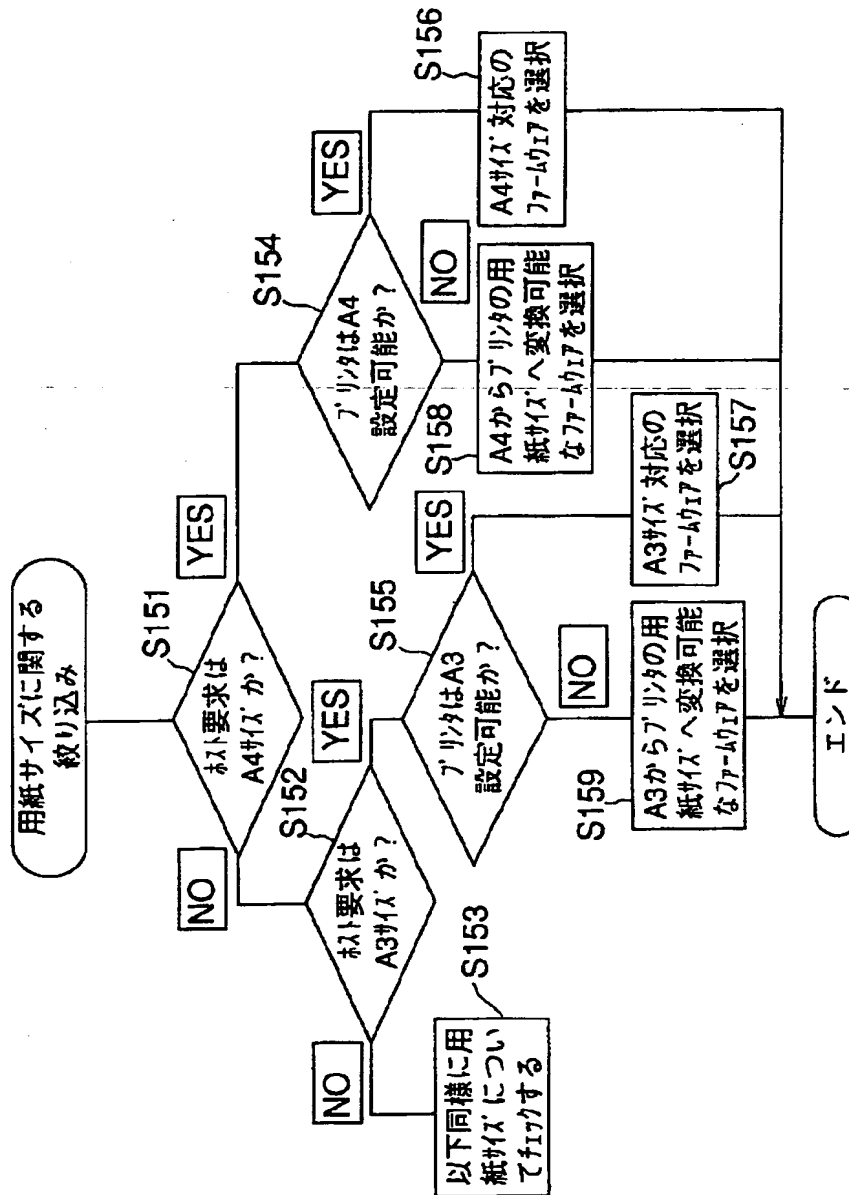 用紙サイズに関する
絞り込み
S151
ホスト要求は
A4サイズか?
YES
NO
S152
ホスト要求は
A3サイズか?
YES
NO
S153
以下同様に用
紙サイズについ
てチェックする
S154
プリンタはA4
設定可能か?
YES
NO
S155
プリンタはA3
設定可能か?
YES
NO
S156
A4サイズ対応の
ファームウェアを選択
S158
A4からプリンタの用
紙サイズへ変換可能
なファームウェアを選択
S157
A3サイズ対応の
ファームウェアを選択
S159
A3からプリンタの用
紙サイズへ変換可能
なファームウェアを選択
エンド